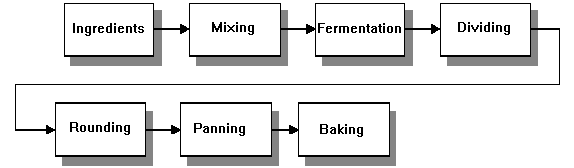 Ingredients
Mixing
Fermentation
Dividing
Rounding
Panning
Baking